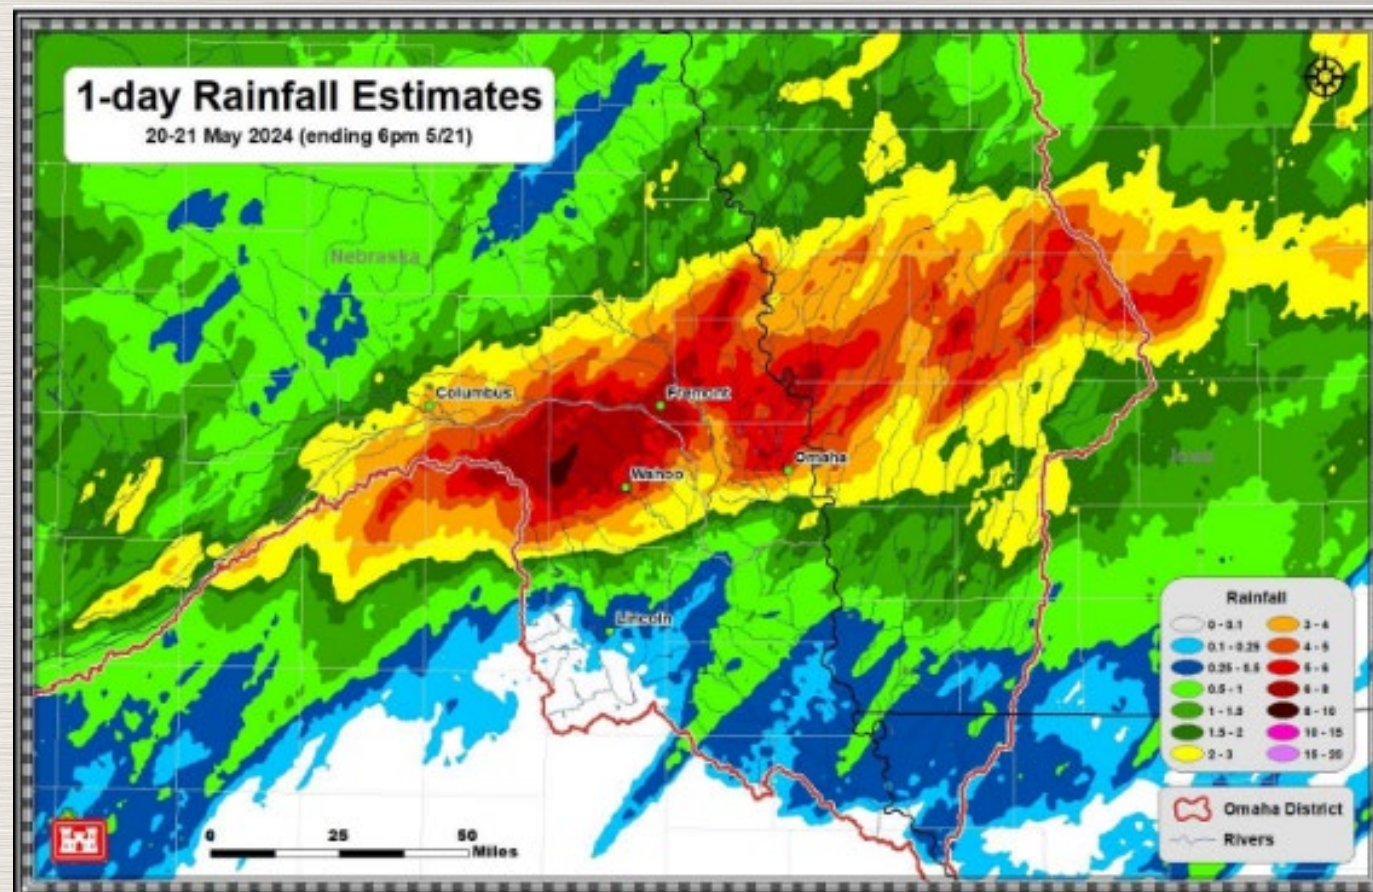 1-day Rainfall Estimates
20-21 May 2024 (ending 6pm 5/21)
Nebraska
Columbus
Fremont
Wahoo
Omaha
Iowa
Lincoln
Rainfall
0 - 0.1
0.1 - 0.25
0.25 - 0.5
0.5 - 1
1 - 1.5
1.5 - 2
2 - 3
3 - 4
4 - 5
5 - 6
6 - 8
8 - 10
10 - 15
15 - 20
Omaha District
Rivers
0 25 50
Miles